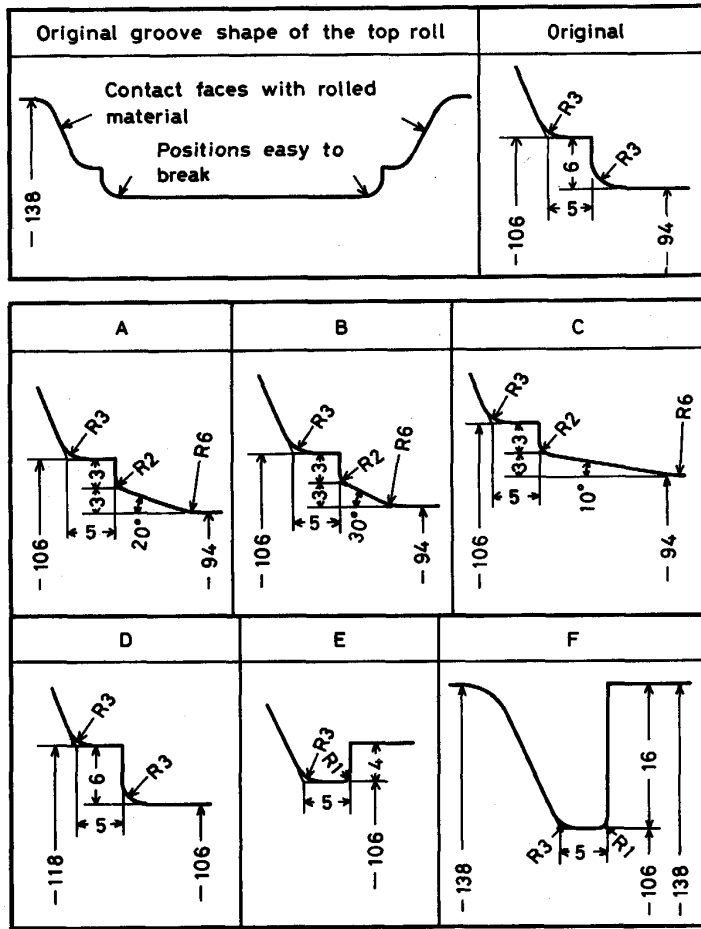 Original groove shape of the top roll
Original
Contact faces with rolled
material
Positions easy to
break
-138
R3
R3
6
5
-106
-94
A
B
C
R3
R2
R6
3
3
5
20°
-106
-94
R3
R2
R6
3
3
5
30°
-106
-94
R3
R2
R6
3
3
5
10°
-106
-94
D
E
F
R3
R3
6
5
-118
-106
R3
R1
4
5
-106
-138
R3
5
R1
16
-106
-138